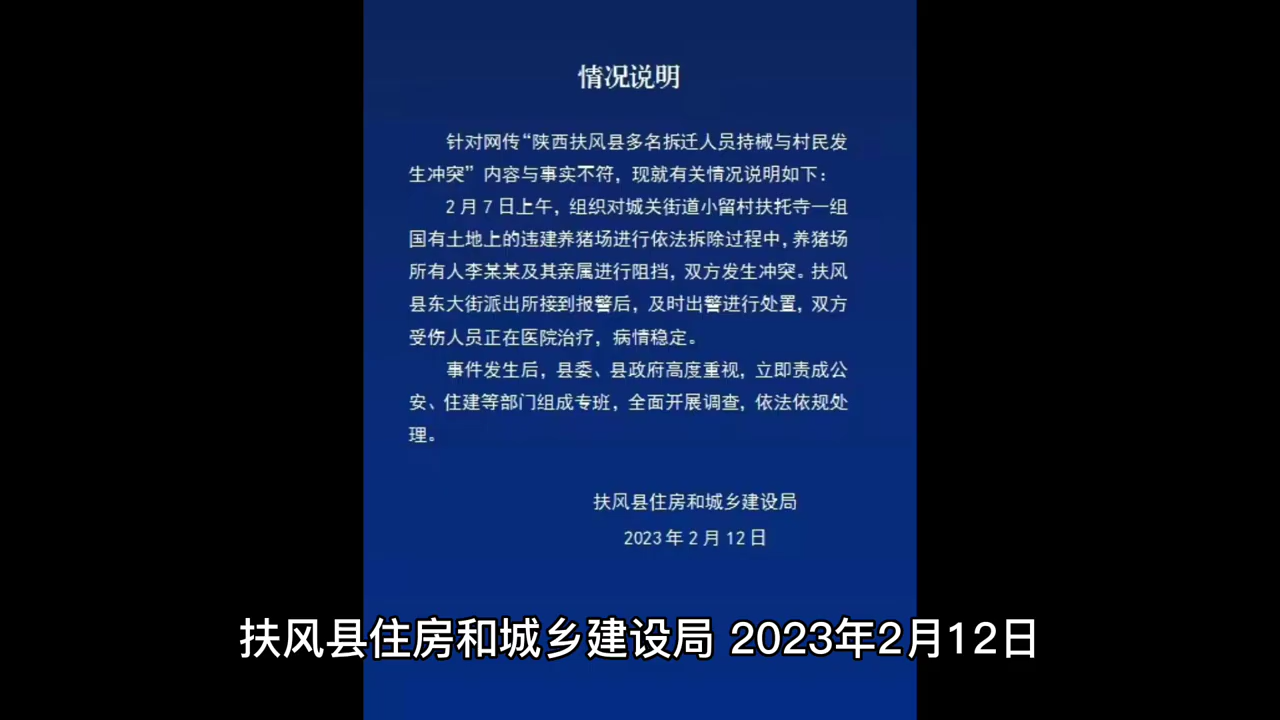 情况说明
针对网传“陕西扶风县多名拆迁人员持械与村民发
生冲突”内容与事实不符，现就有关情况说明如下：
2月7日上午，组织对城关街道小留村扶托寺一组
国有土地上的违建养猪场进行依法拆除过程中，养猪场
所有人李某某及其亲属进行阻挡，双方发生冲突。扶风
县东大街派出所接到报警后，及时出警进行处置，双方
受伤人员正在医院治疗，病情稳定。
事件发生后，县委、县政府高度重视，立即责成公
安、住建等部门组成专班，全面开展调查，依法依规处
理。
扶风县住房和城乡建设局
2023年2月12日
扶风县住房和城乡建设局 2023年2月12日